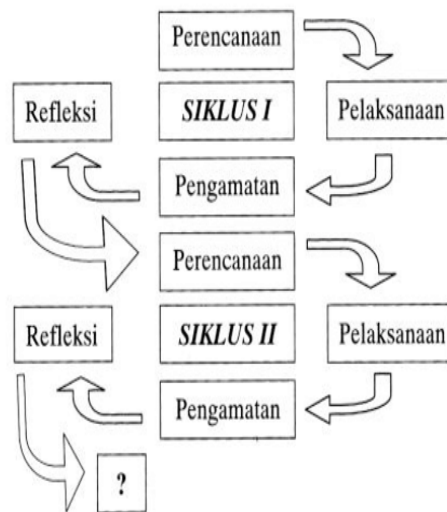 Perencanaan
Refleksi
SIKLUS I
Pelaksanaan
Pengamatan
Perencanaan
Refleksi
SIKLUS II
Pelaksanaan
Pengamatan
?